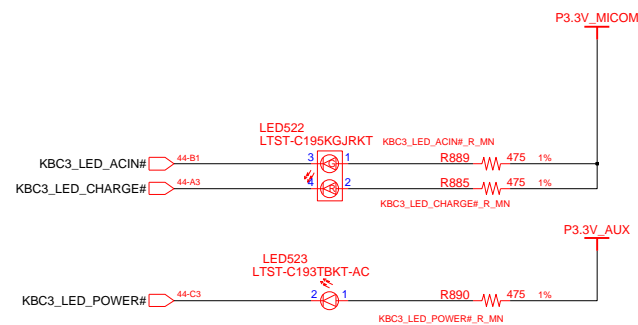 P3.3V_MICOM
LED522
LTST-C195KGJRKT
KBC3_LED_ACIN#_R_MN
KBC3_LED_ACIN# 44-B1 3 G 1 R889 475 1%
KBC3_LED_CHARGE# 44-A3 4 R 2 R885 475 1%
KBC3_LED_CHARGE#_R_MN
P3.3V_AUX
LED523
LTST-C193TBKT-AC
KBC3_LED_POWER# 44-C3 2 1 R890 475 1%
KBC3_LED_POWER#_R_MN